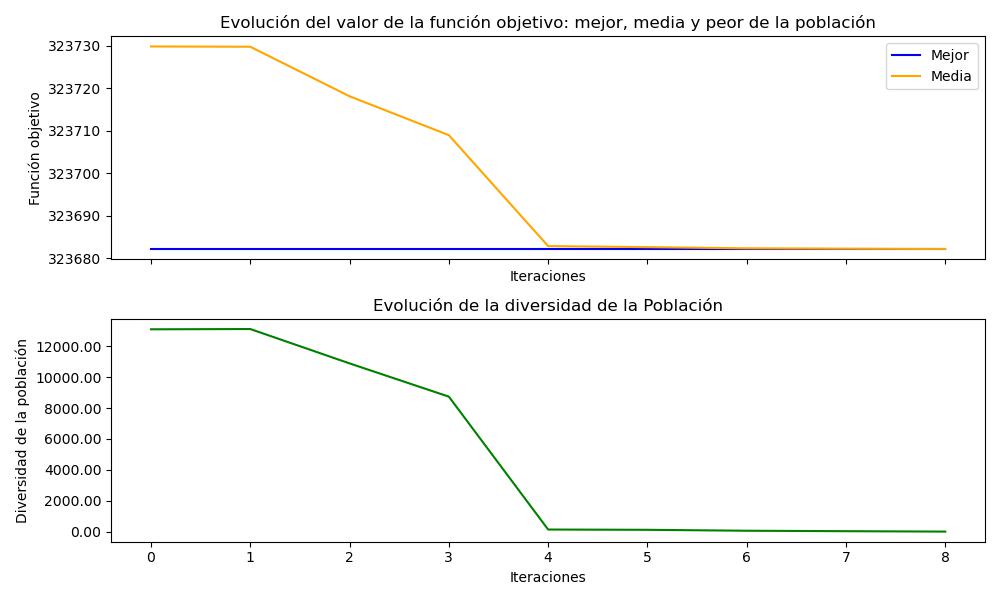 Evolución del valor de la función objetivo: mejor, media y peor de la población
323730
323720
323710
323700
323690
323680
Función objetivo
Mejor
Media
Iteraciones
Evolución de la diversidad de la Población
12000.00
10000.00
8000.00
6000.00
4000.00
2000.00
0.00
Diversidad de la población
0 1 2 3 4 5 6 7 8
Iteraciones